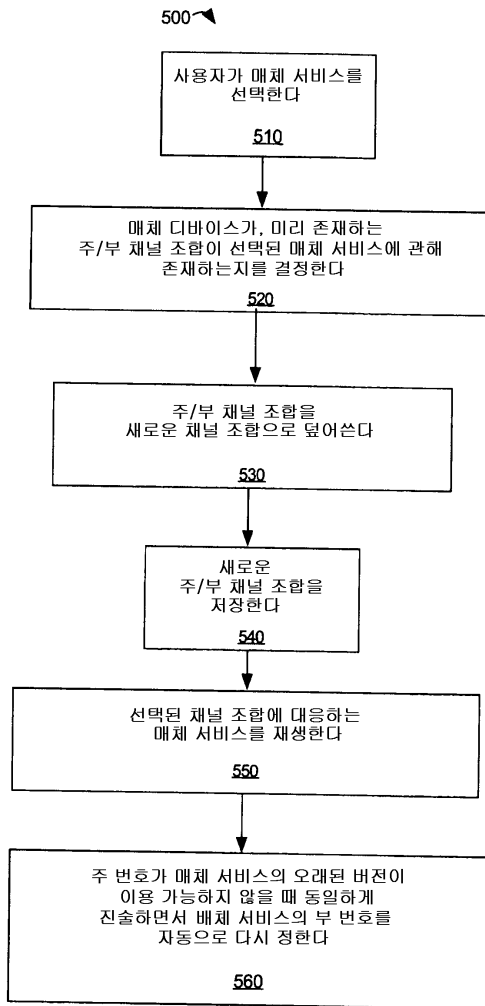 500
사용자가 매체 서비스를
선택한다
510
매체 디바이스가, 미리 존재하는
주/부 채널 조합이 선택된 매체 서비스에 관해
존재하는지를 결정한다
520
주/부 채널 조합을
새로운 채널 조합으로 덮어쓴다
530
새로운
주/부 채널 조합을
저장한다
540
선택된 채널 조합에 대응하는
매체 서비스를 재생한다
550
주 번호가 매체 서비스의 오래된 버전이
이용 가능하지 않을 때 동일하게
진술하면서 배체 서비스의 부 번호를
자동으로 다시 정한다
560